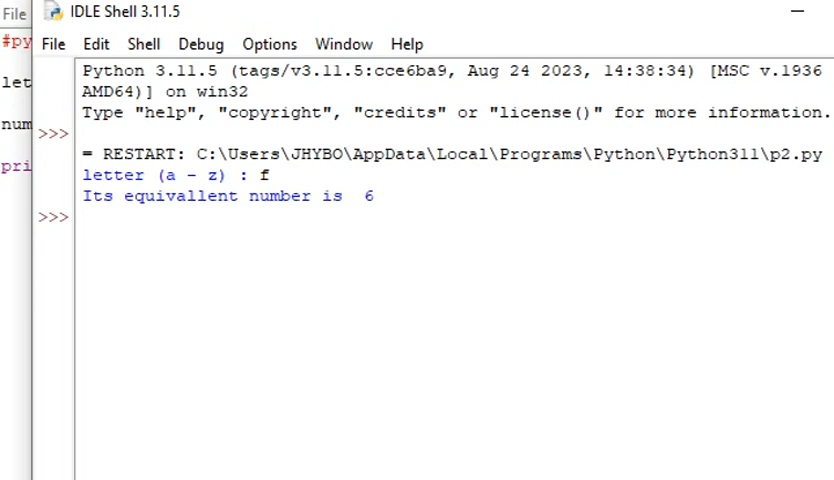 File
IDLE Shell 3.11.5
File Edit Shell Debug Options Window Help
#py
let
num
pri
Python 3.11.5 (tags/v3.11.5:cce6ba9, Aug 24 2023, 14:38:34) [MSC v.1936
AMD64)] on win32
Type "help", "copyright", "credits" or "license()" for more information.
>>>
= RESTART: C:\Users\JHYBO\AppData\Local\Programs\Python\Python311\p2.py
letter (a - z) : f
Its equivallent number is  6
>>>